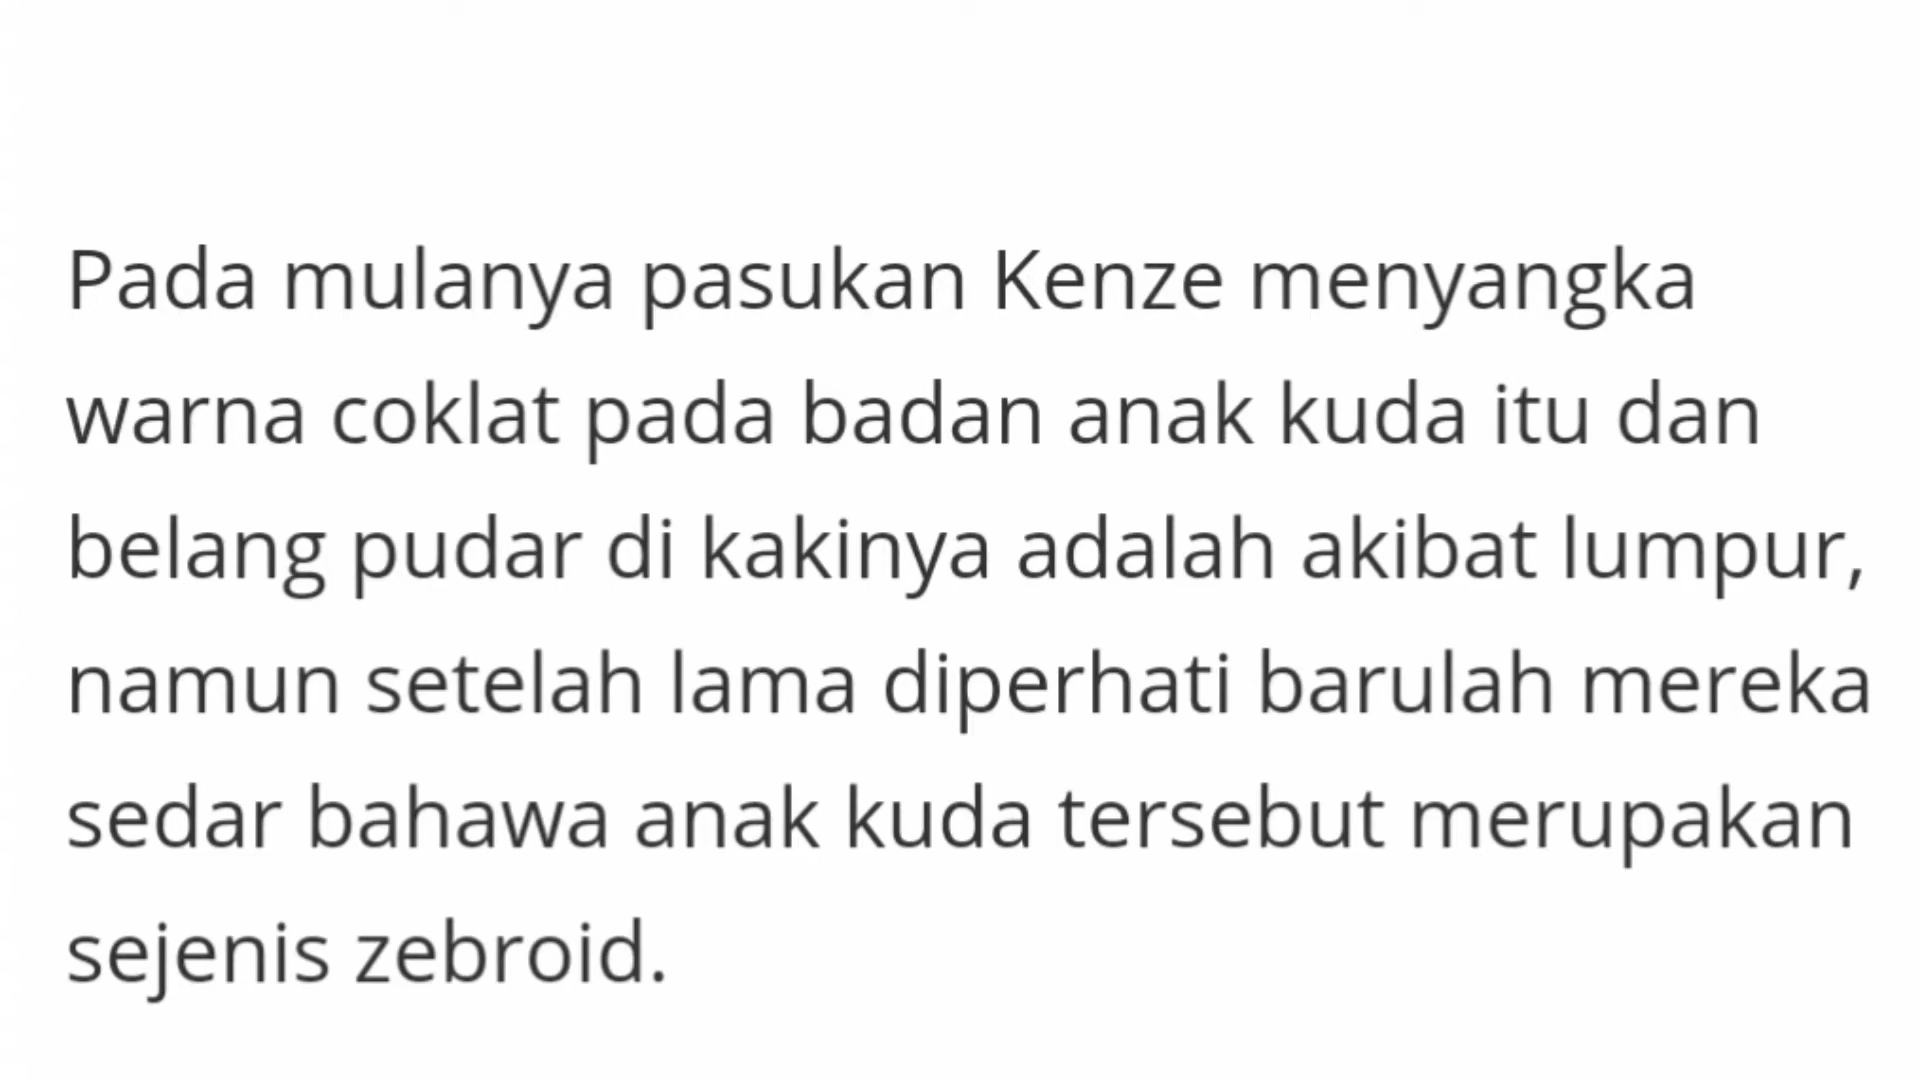 Pada mulanya pasukan Kenze menyangka
warna coklat pada badan anak kuda itu dan
belang pudar di kakinya adalah akibat lumpur,
namun setelah lama diperhati barulah mereka
sedar bahawa anak kuda tersebut merupakan
sejenis zebroid.